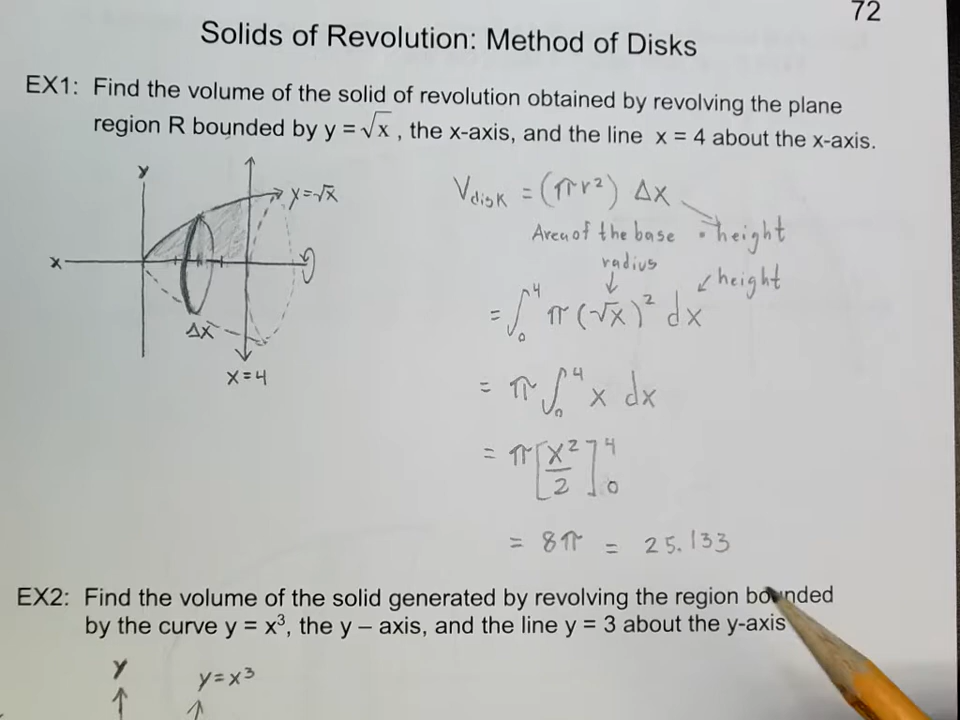 72
Solids of Revolution: Method of Disks
EX1: Find the volume of the solid of revolution obtained by revolving the plane
region R bounded by y = √x , the x-axis, and the line x = 4 about the x-axis.
y
y=√x
x
Δx
x=4
Vdisk = (πr²) Δx
Area of the base • height
radius
height
= ∫₀⁴ π(√x)² dx
= π ∫₀⁴ x dx
= π[x²/2]₀⁴
= 8π = 25.133
EX2: Find the volume of the solid generated by revolving the region bounded
by the curve y = x³, the y – axis, and the line y = 3 about the y-axis
y
y=x³